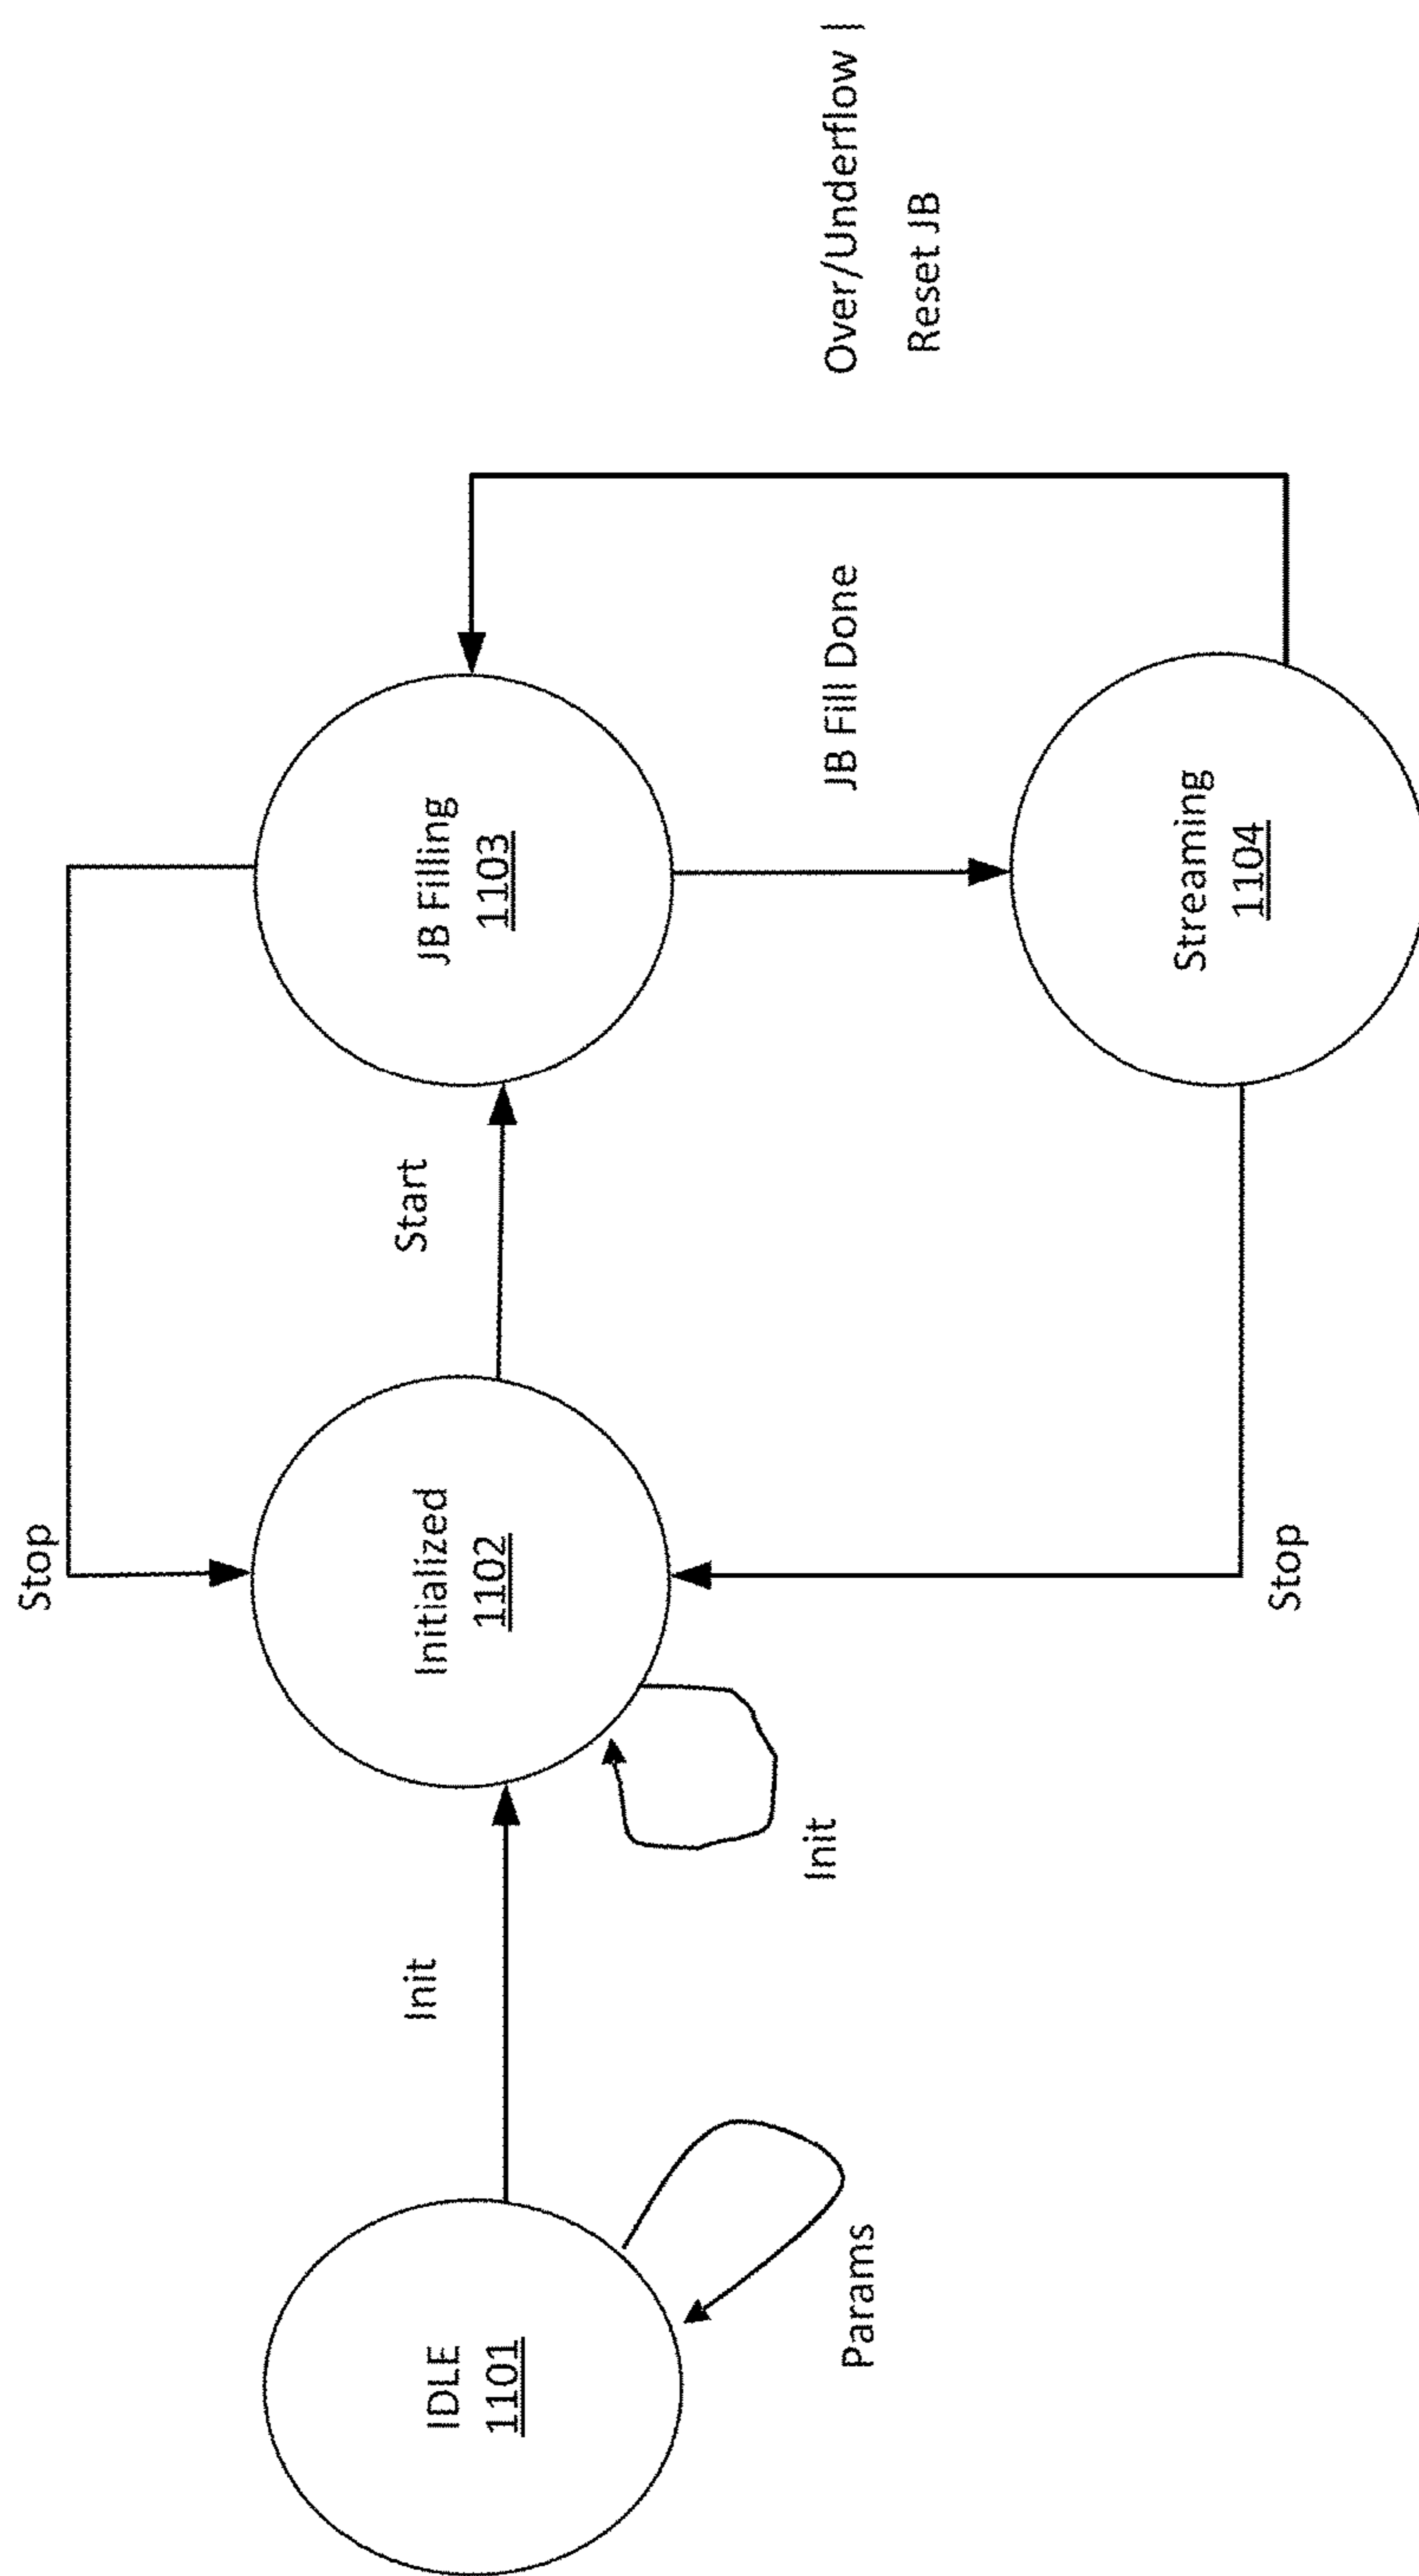 Stop
Init
Start
IDLE
1101
Initialized
1102
JB Filling
1103
Init
Params
JB Fill Done
Over/Underflow |
Reset JB
Streaming
1104
Stop